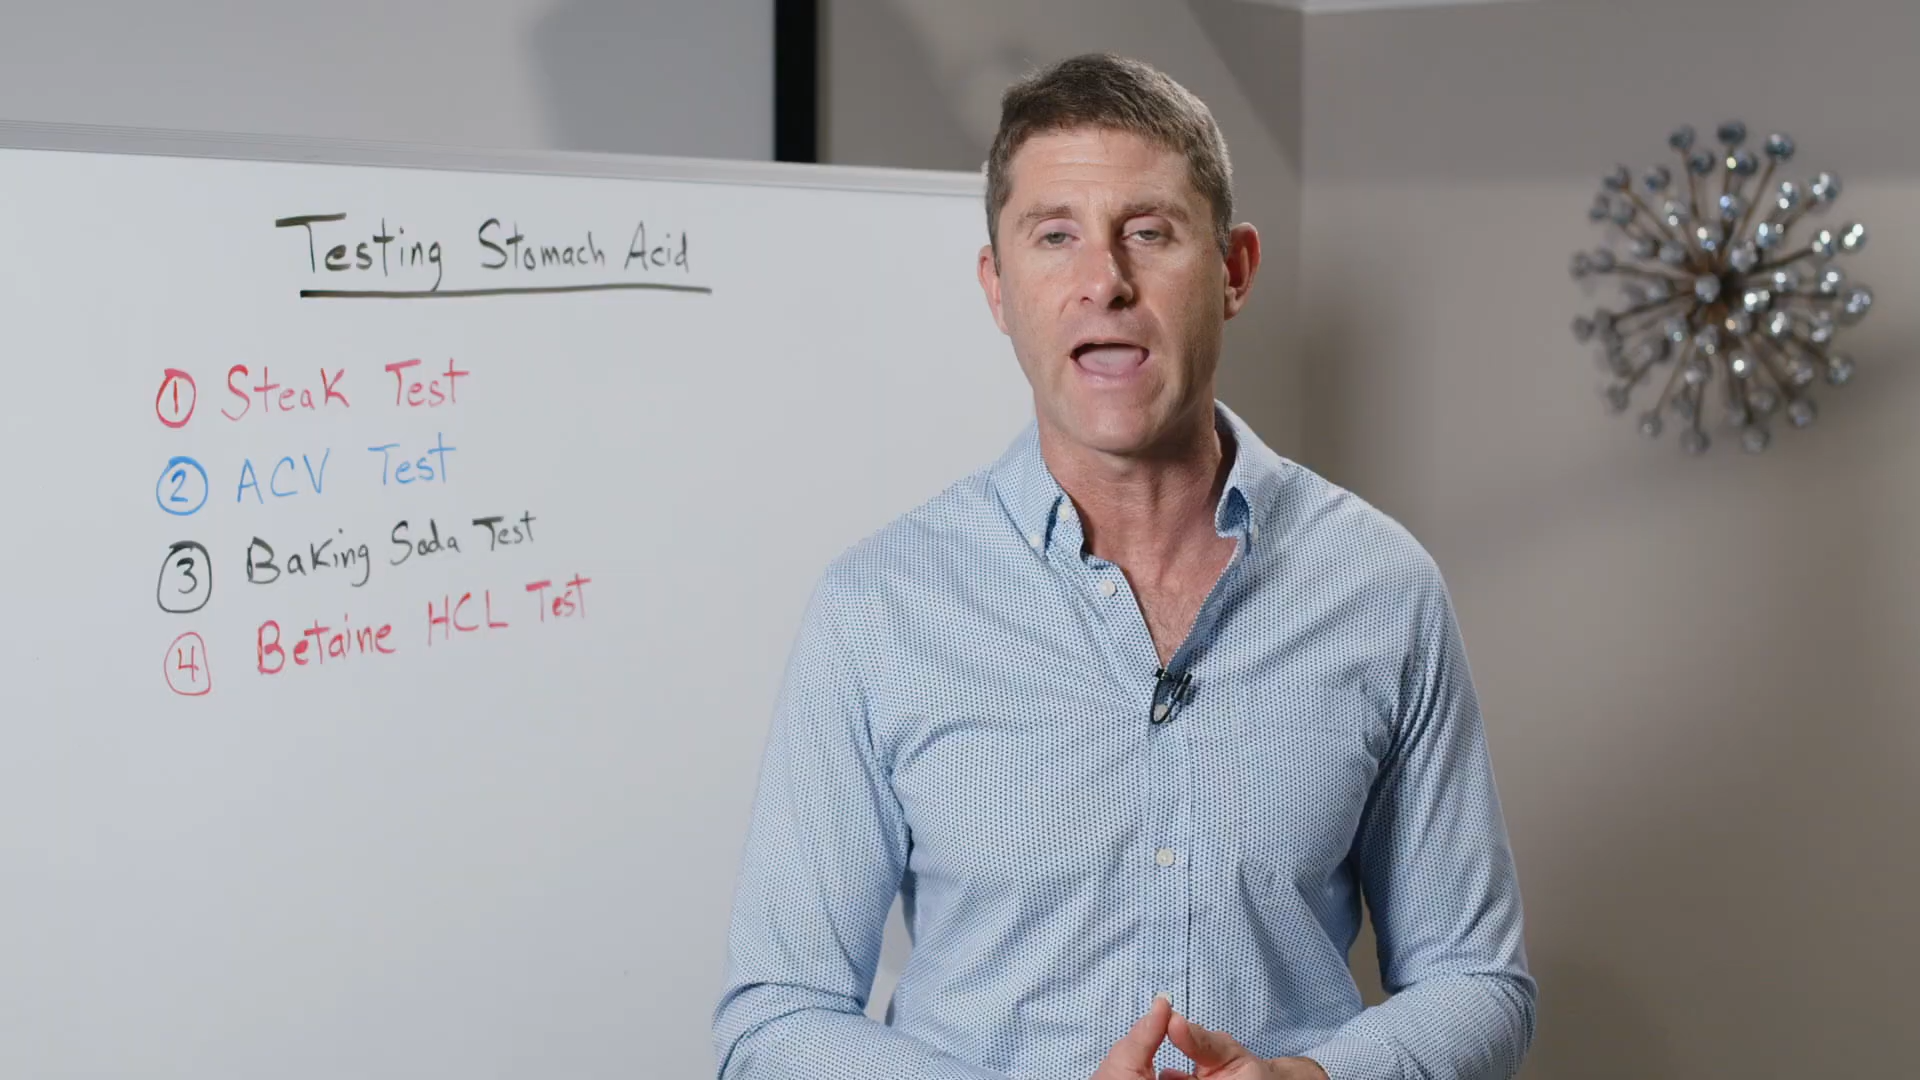 Testing Stomach Acid
① Steak Test
② ACV Test
③ Baking Soda Test
④ Betaine HCL Test